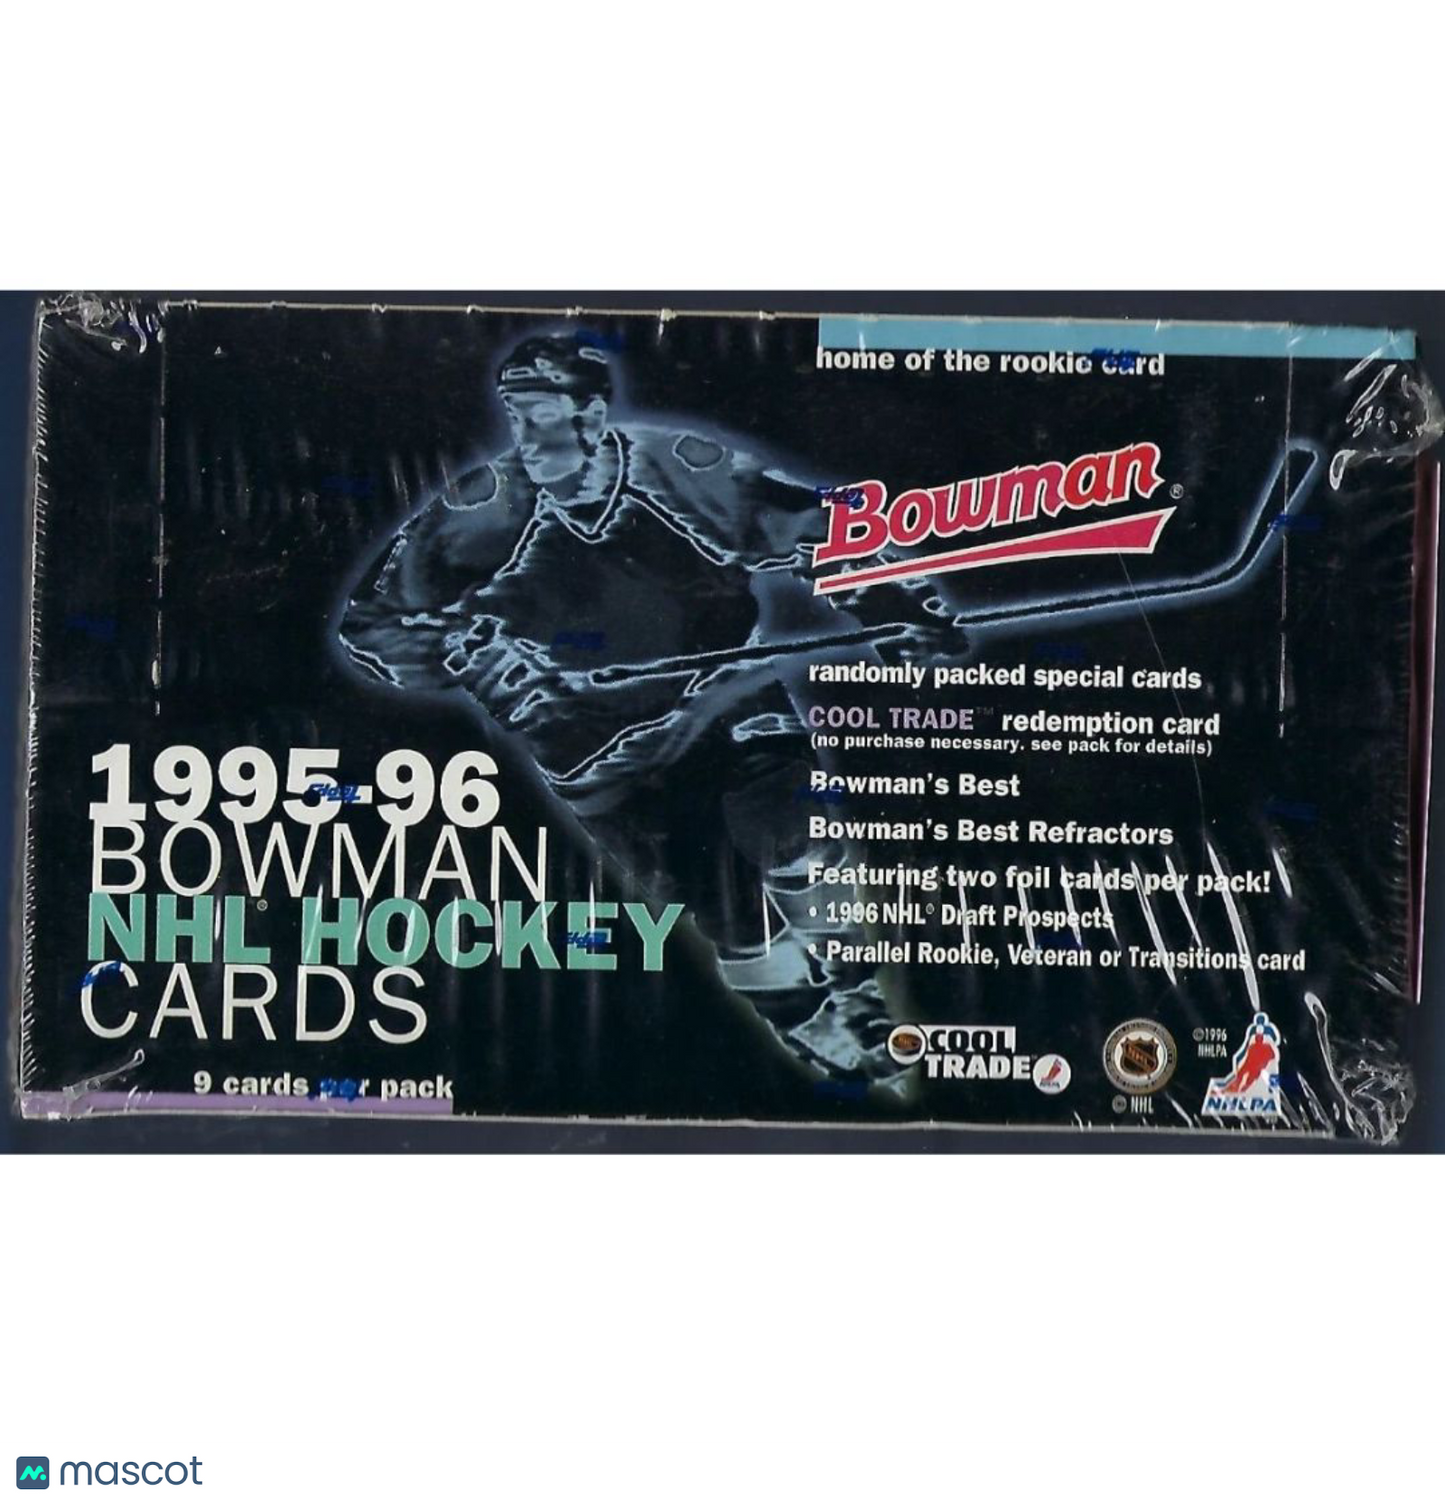 home of the rookie card
Bowman®
randomly packed special cards
COOL TRADE™ redemption card
(no purchase necessary. see pack for details)
Bowman's Best
Bowman's Best Refractors
Featuring two foil cards per pack!
• 1996 NHL® Draft Prospects
• Parallel Rookie, Veteran or Transitions card
1995-96
BOWMAN
NHL® HOCKEY
CARDS
9 cards per pack
COOL
TRADE™
NHL
© NHL
©1996
NHLPA
NHLPA
mascot